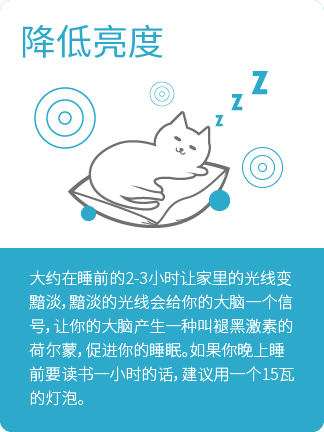 降低亮度
z
z
z
大约在睡前的2-3小时让家里的光线变
黯淡，黯淡的光线会给你的大脑一个信
号，让你的大脑产生一种叫褪黑激素的
荷尔蒙，促进你的睡眠。如果你晚上睡
前要读书一小时的话，建议用一个15瓦
的灯泡。